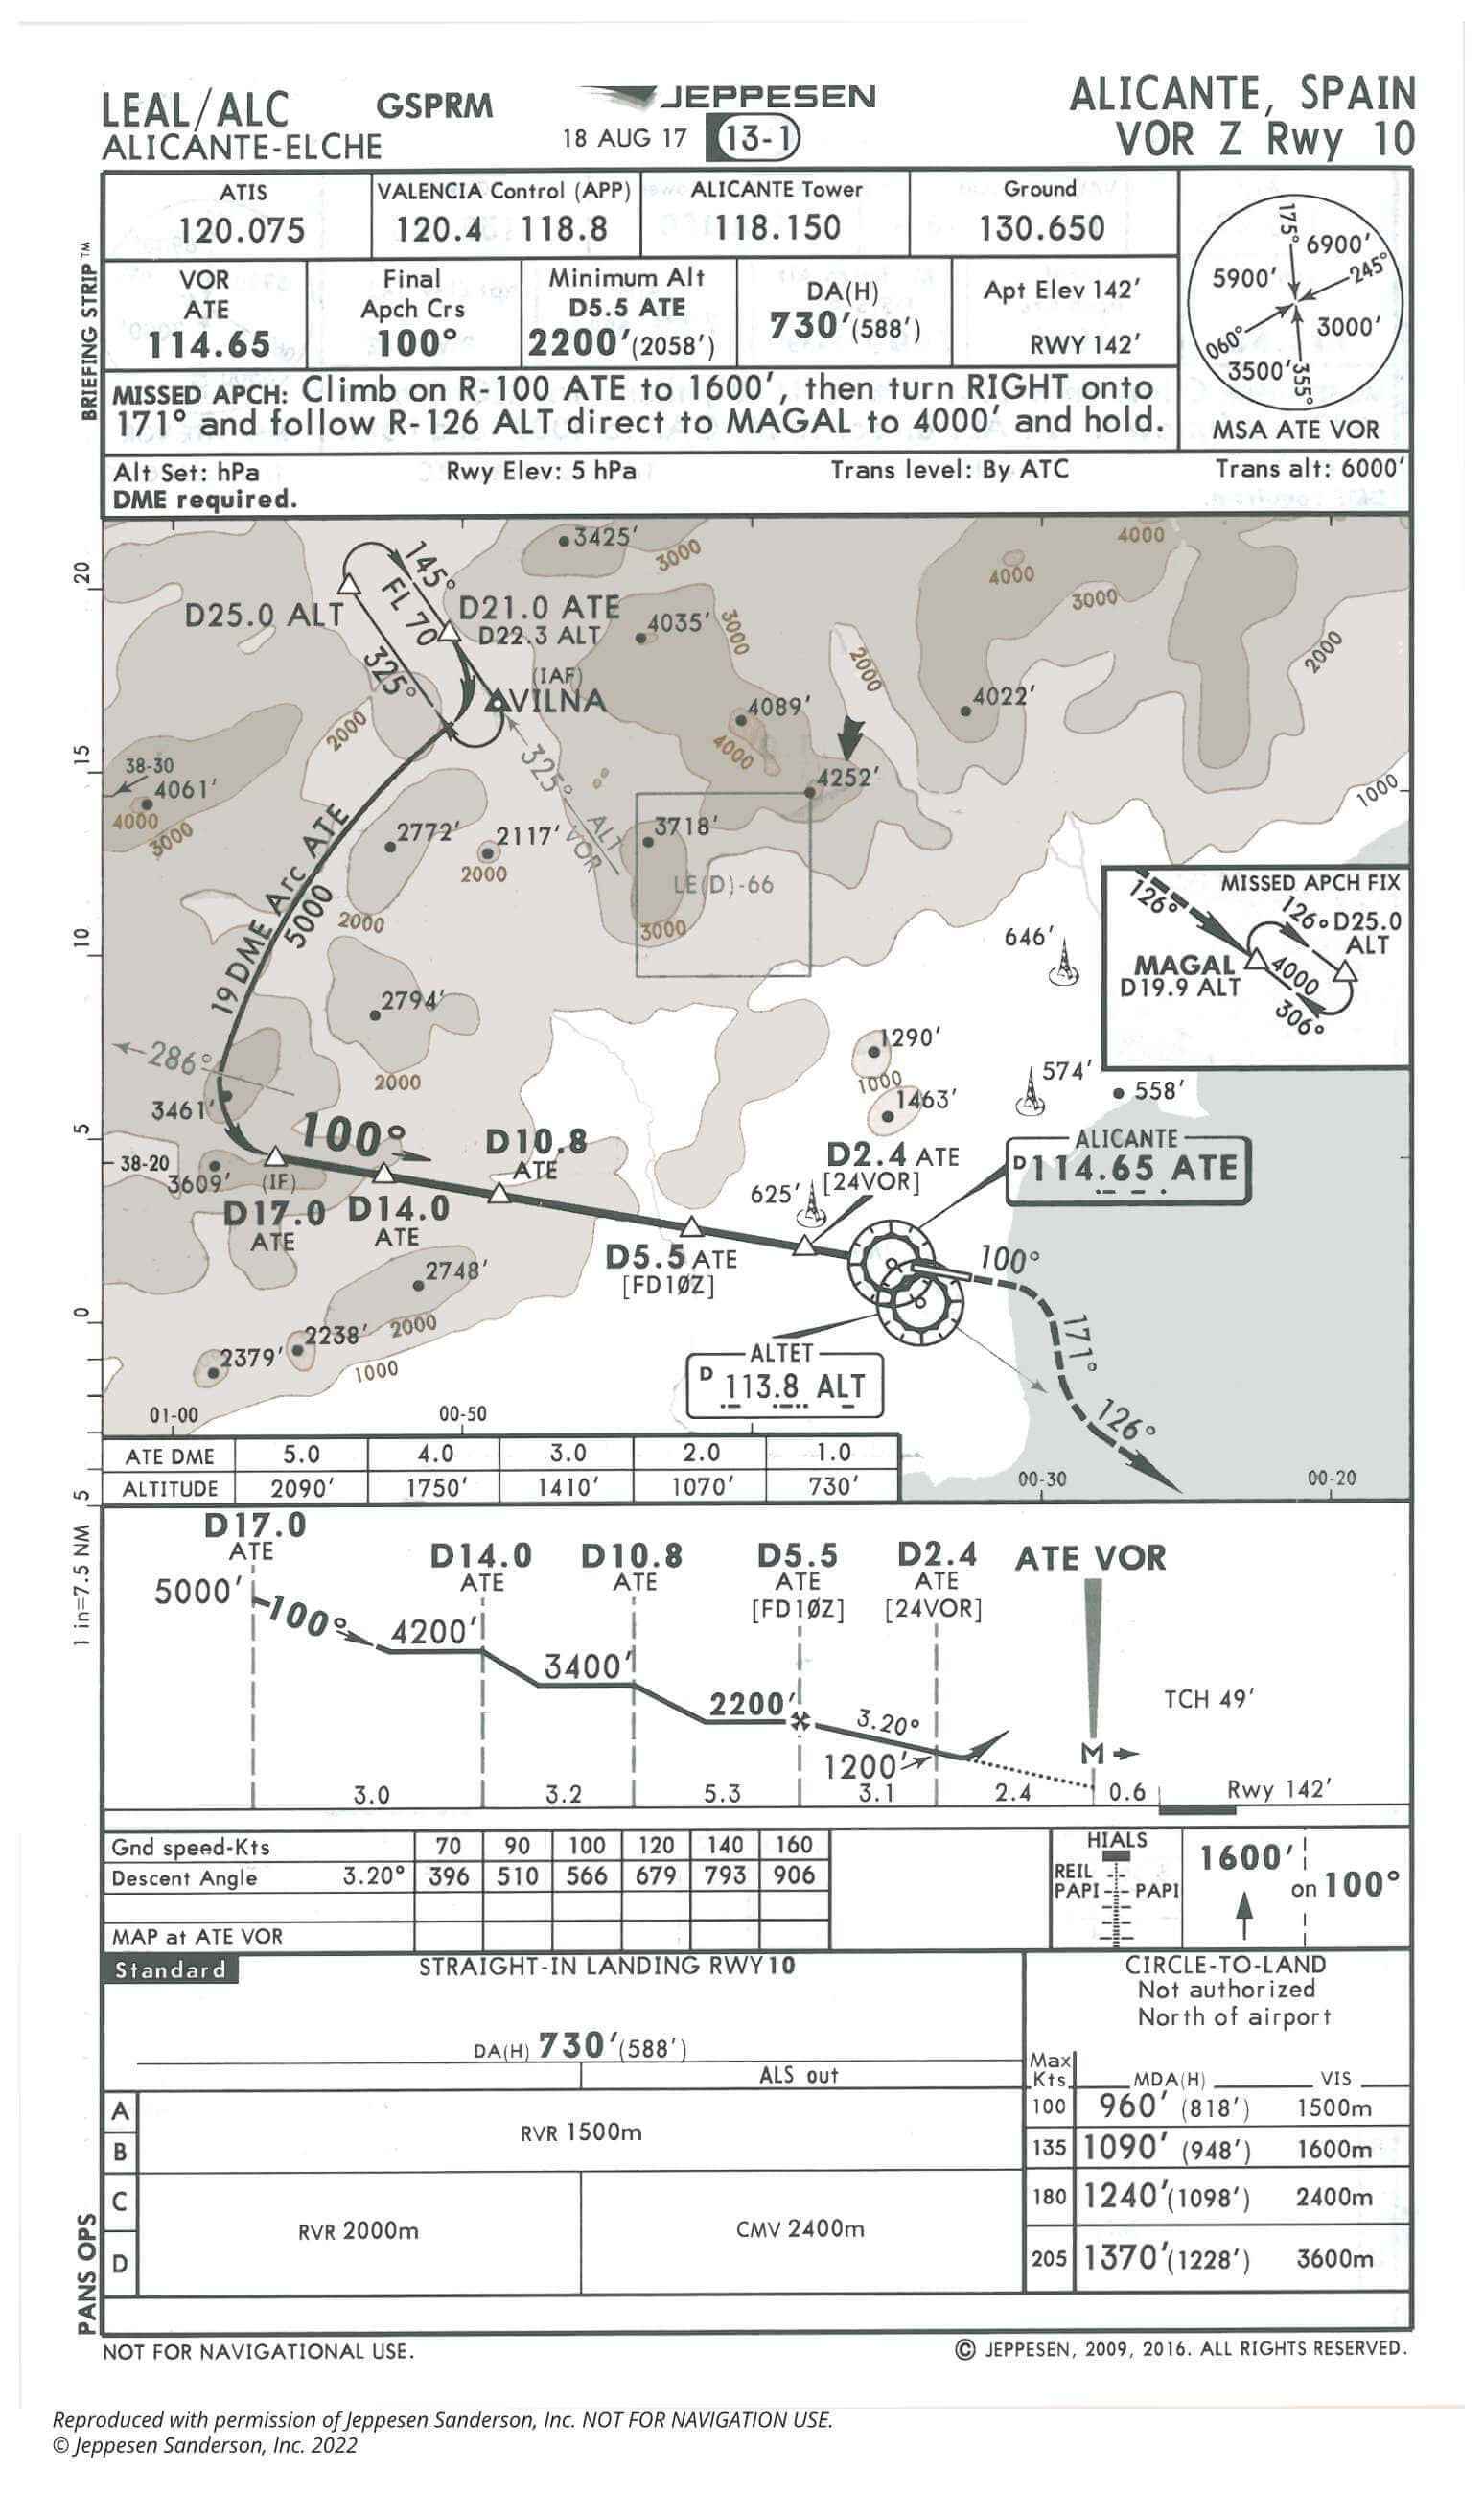 LEAL/ALC GSPRM JEPPESEN ALICANTE, SPAIN
ALICANTE-ELCHE 18 AUG 17 13-1 VOR Z Rwy 10
BRIEFING STRIP™
ATIS VALENCIA Control (APP) ALICANTE Tower Ground
120.075 120.4 118.8 118.150 130.650
VOR Final Minimum Alt DA(H) Apt Elev 142'
ATE Apch Crs D5.5 ATE
114.65 100° 2200'(2058') 730'(588') RWY 142'
MISSED APCH: Climb on R-100 ATE to 1600', then turn RIGHT onto
171° and follow R-126 ALT direct to MAGAL to 4000' and hold.
175° 6900'
5900' 245°
060° 3000'
3500' 355°
MSA ATE VOR
Alt Set: hPa Rwy Elev: 5 hPa Trans level: By ATC Trans alt: 6000'
DME required.
20
15
10
5
0
5
1 in=7.5 NM
3425'
3000
4000
4000
3000
145°
FL 70
D25.0 ALT
D21.0 ATE
D22.3 ALT
4035'
3000
2000
2000
325°
(IAF)
VILNA
4089'
4022'
2000
4000
325° ALT
VOR
4252'
38-30
4061'
4000
3000
1000
2772'
2117'
2000
3718'
LE(D)-66
3000
19 DME Arc ATE
5000
2000
646'
MISSED APCH FIX
126°
126° D25.0
ALT
MAGAL
D19.9 ALT
4000
306°
2794'
2000
286°
1290'
1000
574'
558'
3461'
1463'
100°
D10.8
ATE
ALICANTE
D 114.65 ATE
38-20
3609'
(IF)
D17.0
ATE
D14.0
ATE
D2.4 ATE
[24VOR]
625'
D5.5 ATE
[FD10Z]
100°
2748'
2000
ALTET
D 113.8 ALT
171°
2238'
2379'
1000
126°
01-00 00-50
00-30 00-20
ATE DME 5.0 4.0 3.0 2.0 1.0
ALTITUDE 2090' 1750' 1410' 1070' 730'
D17.0
ATE
D14.0 D10.8 D5.5 D2.4 ATE VOR
ATE ATE ATE ATE
[FD10Z] [24VOR]
5000'
100°
4200'
3400'
2200'
3.20°
1200'
TCH 49'
M
3.0 3.2 5.3 3.1 2.4 0.6 Rwy 142'
Gnd speed-Kts 70 90 100 120 140 160
Descent Angle 3.20° 396 510 566 679 793 906
MAP at ATE VOR
HIALS
REIL
PAPI PAPI
1600'
on 100°
Standard STRAIGHT-IN LANDING RWY10
DA(H) 730'(588')
ALS out
A
B
RVR 1500m
C
D
RVR 2000m CMV 2400m
CIRCLE-TO-LAND
Not authorized
North of airport
Max
Kts MDA(H) VIS
100 960' (818') 1500m
135 1090' (948') 1600m
180 1240'(1098') 2400m
205 1370'(1228') 3600m
PANS OPS
NOT FOR NAVIGATIONAL USE. © JEPPESEN, 2009, 2016. ALL RIGHTS RESERVED.
Reproduced with permission of Jeppesen Sanderson, Inc. NOT FOR NAVIGATION USE.
© Jeppesen Sanderson, Inc. 2022